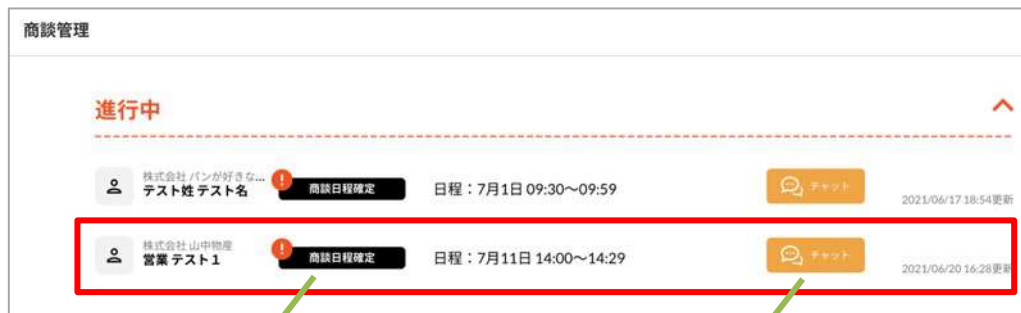 商談管理
進行中
株式会社 パンが好きな...
テスト姓 テスト名
商談日程確定
日程：7月1日 09:30～09:59
チャット
2021/06/17 18:54更新
株式会社 山中物産
営業 テスト1
商談日程確定
日程：7月11日 14:00～14:29
チャット
2021/06/20 16:28更新